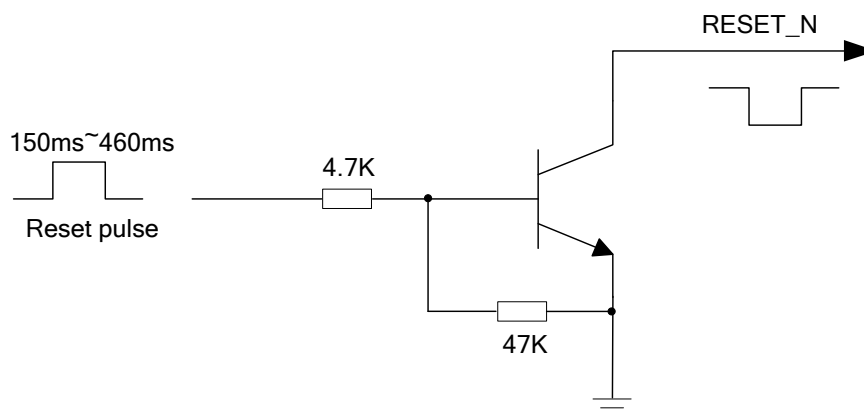 RESET_N
150ms~460ms
4.7K
Reset pulse
47K